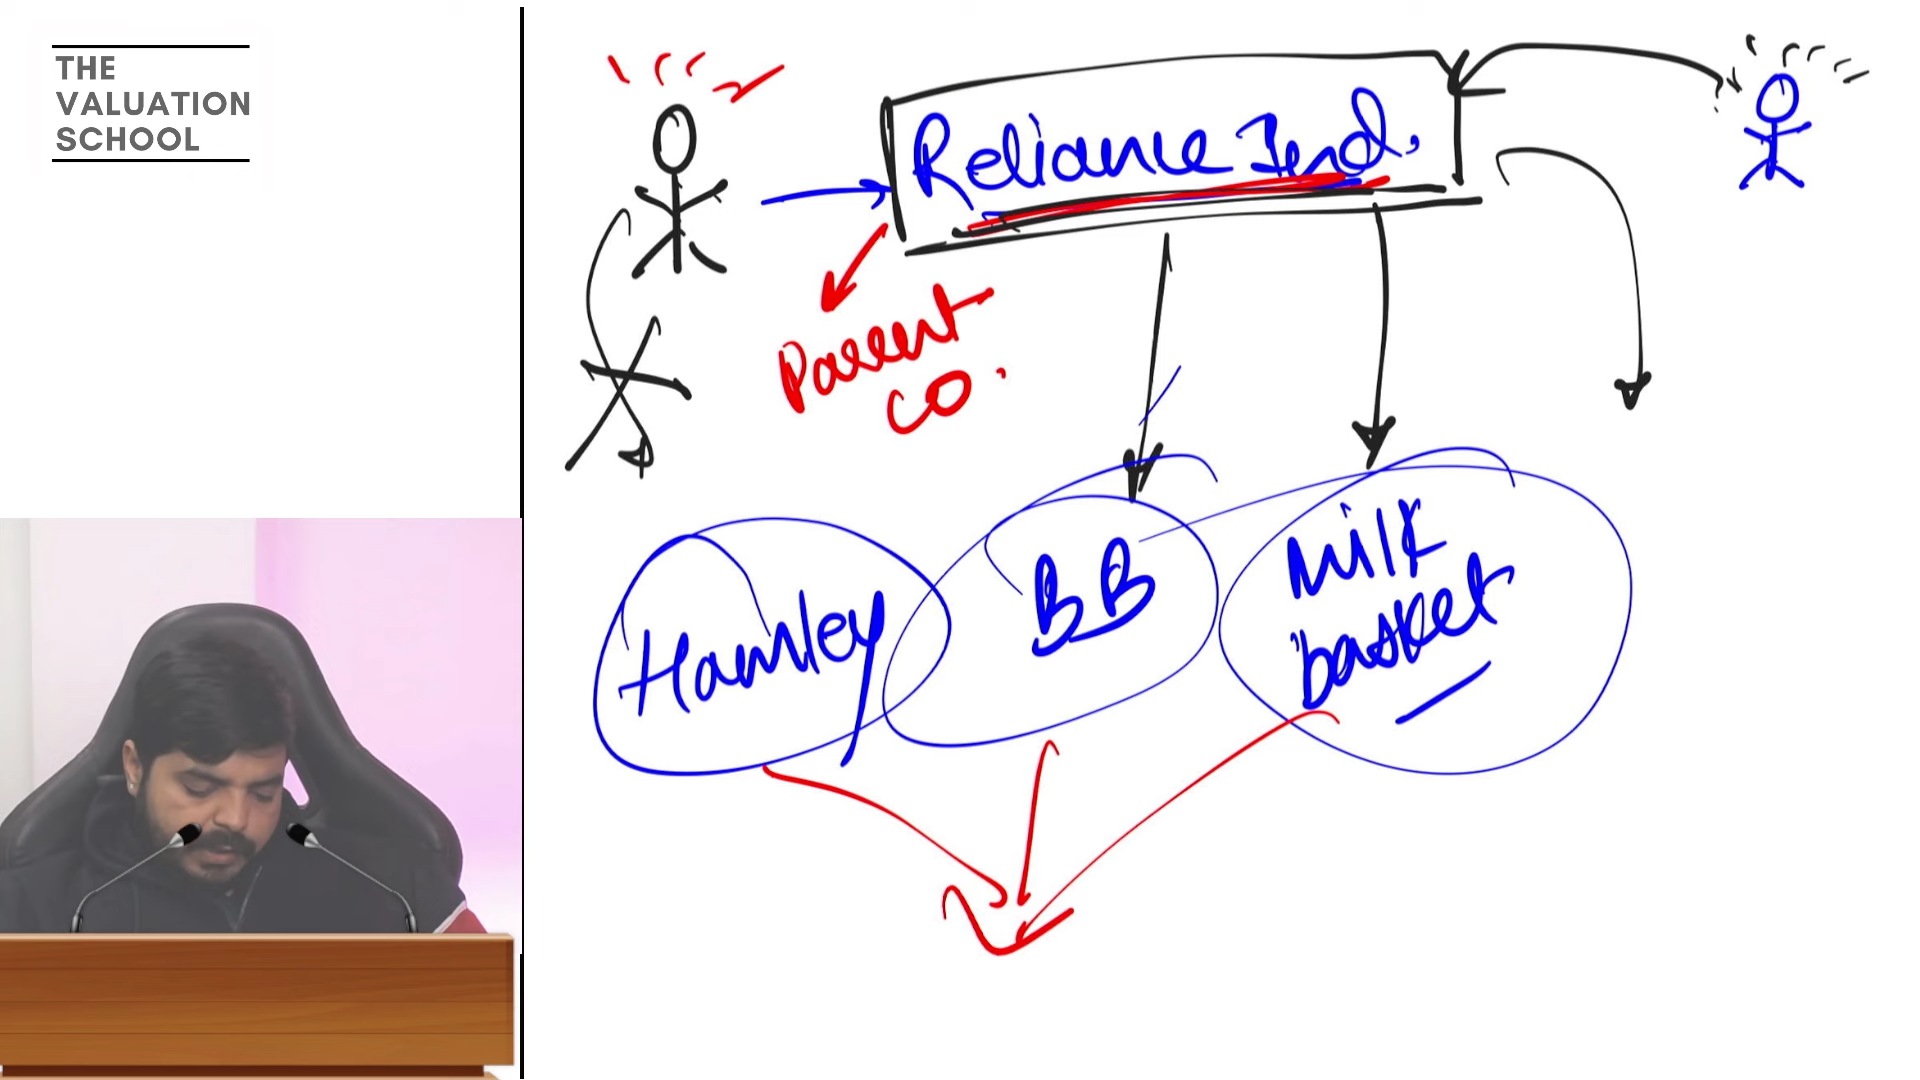 THE
VALUATION
SCHOOL
Reliance Ind.
Parent
co.
Hamley
BB
Milk
basket